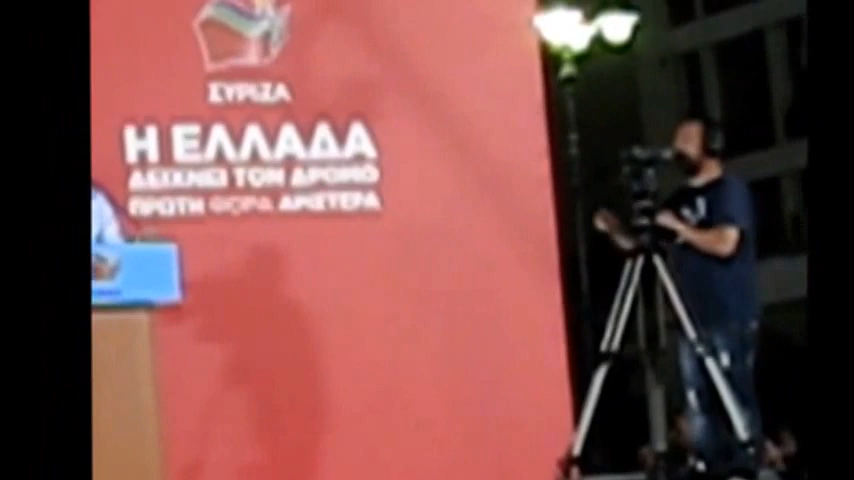 ΣΥΡΙΖΑ
Η ΕΛΛΑΔΑ
ΔΕΙΧΝΕΙ ΤΟΝ ΔΡΟΜΟ
ΠΡΩΤΗ ΦΟΡΑ ΑΡΙΣΤΕΡΑ